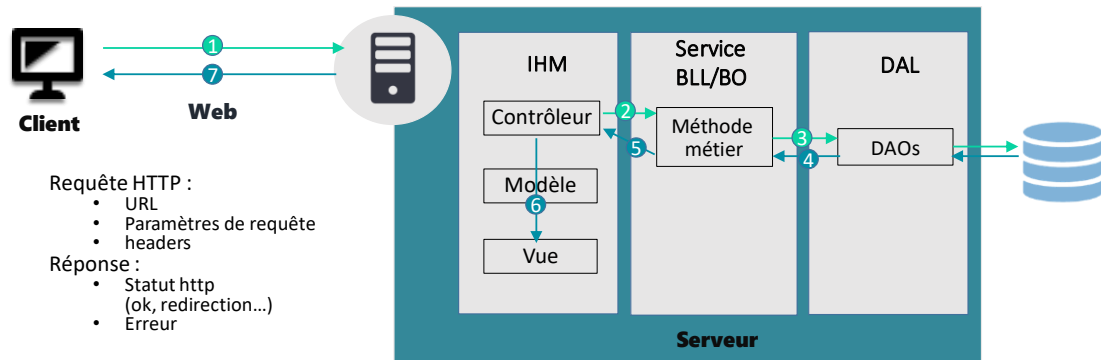 1
7
Web
Client
Requête HTTP :
• URL
• Paramètres de requête
• headers
Réponse :
• Statut http
(ok, redirection…)
• Erreur
IHM
Contrôleur
Modèle
6
Vue
2
5
Service
BLL/BO
Méthode
métier
3
4
DAL
DAOs
Serveur